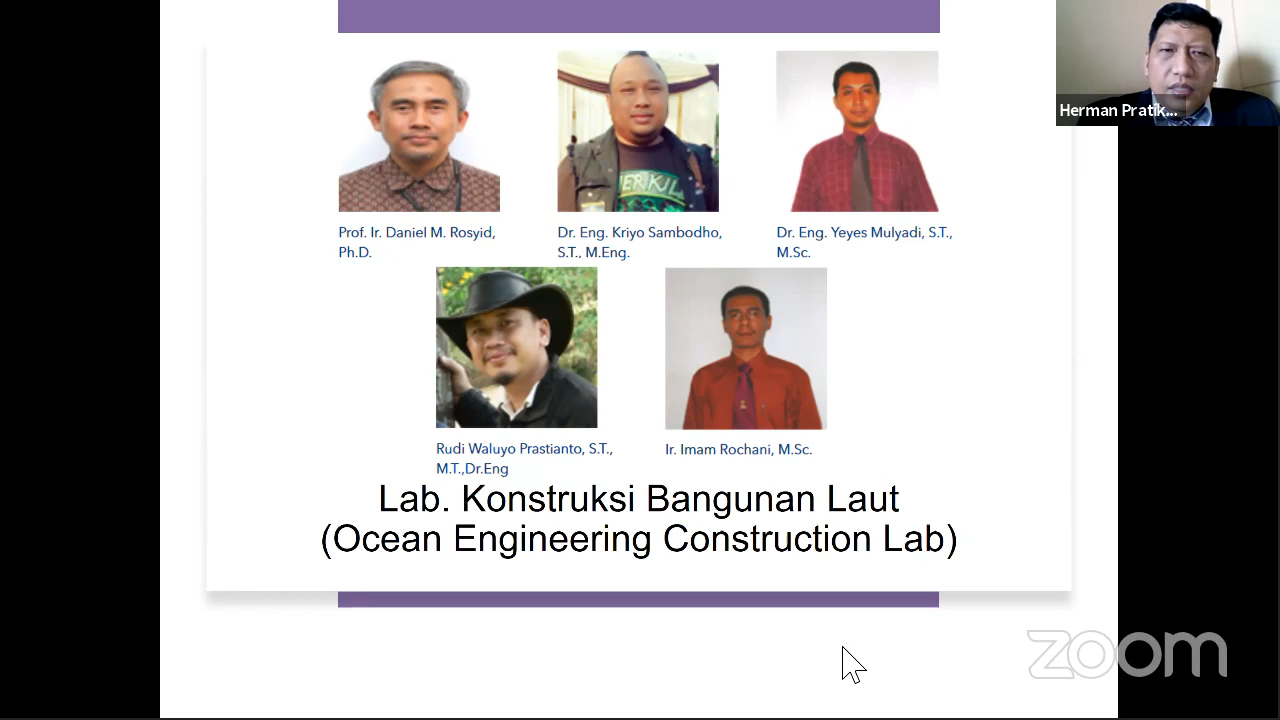 Herman Pratik...
Prof. Ir. Daniel M. Rosyid,
Ph.D.
Dr. Eng. Kriyo Sambodho,
S.T., M.Eng.
Dr. Eng. Yeyes Mulyadi, S.T.,
M.Sc.
Rudi Waluyo Prastianto, S.T.,
M.T.,Dr.Eng
Ir. Imam Rochani, M.Sc.
Lab. Konstruksi Bangunan Laut
(Ocean Engineering Construction Lab)
zoom